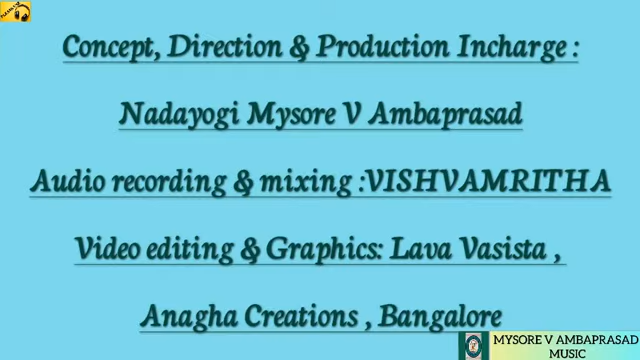 Concept, Direction & Production Incharge :
Nadayogi Mysore V Ambaprasad
Audio recording & mixing :VISHVAMRITHA
Video editing & Graphics: Lava Vasista ,
Anagha Creations , Bangalore
MYSORE V AMBAPRASAD
MUSIC